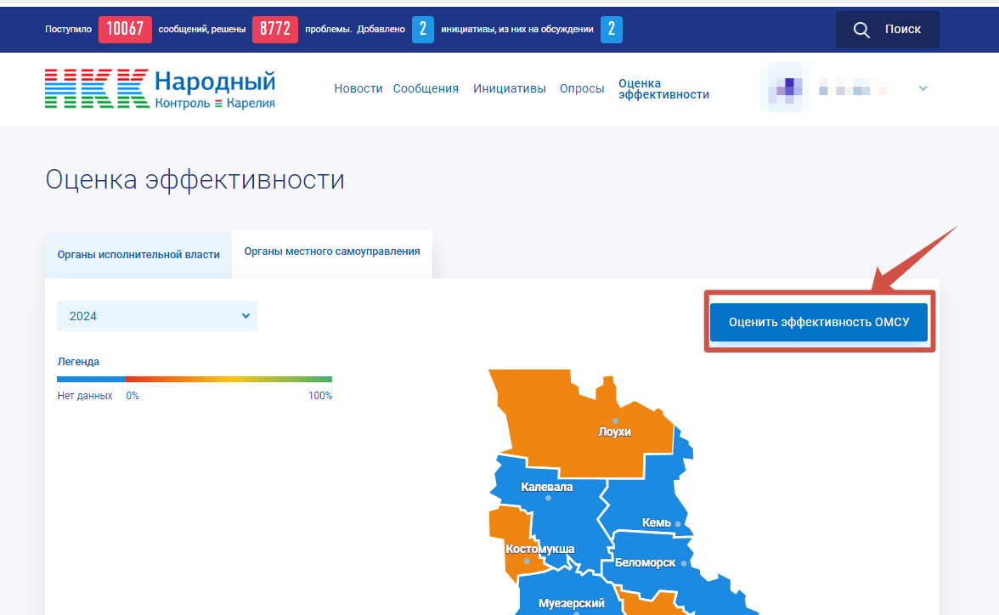 Поступило 10067 сообщений, решены 8772 проблемы. Добавлено 2 инициативы, из них на обсуждении 2
Поиск
НКК Народный
Контроль Карелия
Новости Сообщения Инициативы Опросы Оценка
эффективности
Оценка эффективности
Органы исполнительной власти
Органы местного самоуправления
2024
Оценить эффективность ОМСУ
Легенда
Нет данных 0% 100%
Лоухи
Калевала
Кемь
Костомукша
Беломорск
Муезерский